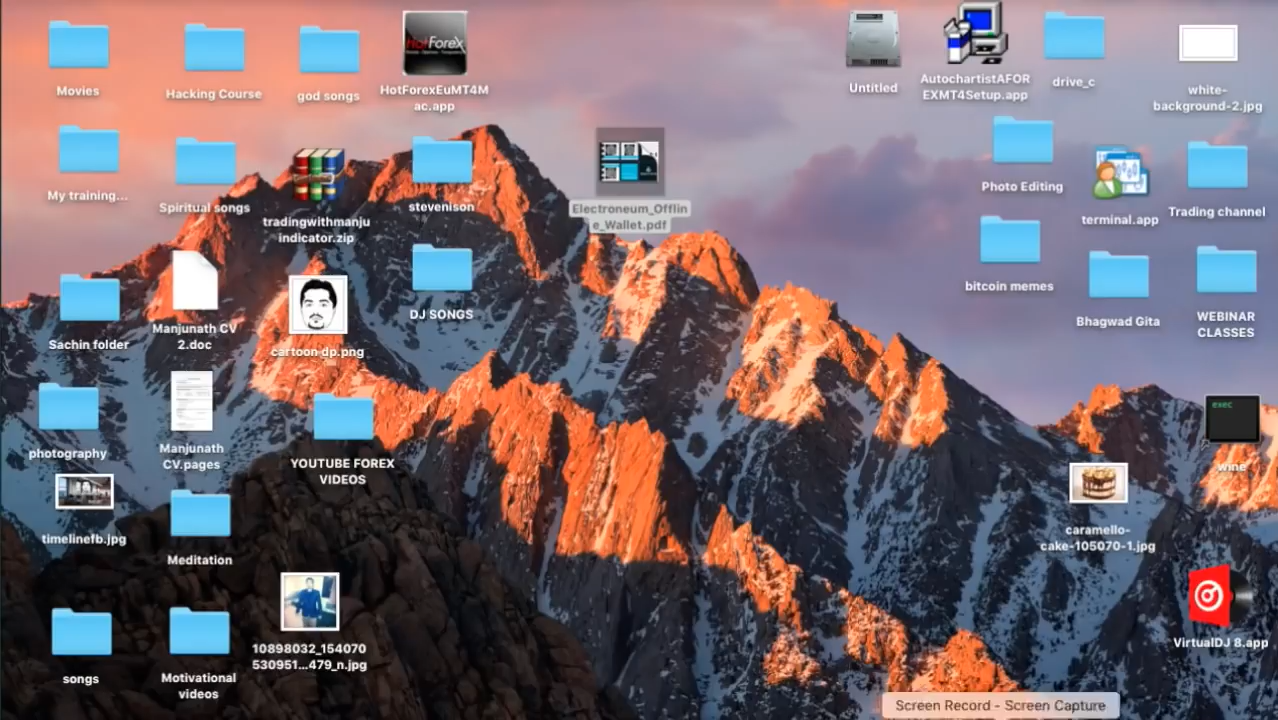 Movies
Hacking Course
god songs
HotForex
HotForexEuMT4M
ac.app
Untitled
AutochartistAFOR
EXMT4Setup.app
drive_c
white-
background-2.jpg
My training...
Spiritual songs
tradingwithmanju
indicator.zip
stevenison
Electroneum_Offlin
e_Wallet.pdf
Photo Editing
terminal.app
Trading channel
Sachin folder
Manjunath CV
2.doc
cartoon dp.png
DJ SONGS
bitcoin memes
Bhagwad Gita
WEBINAR
CLASSES
photography
Manjunath
CV.pages
YOUTUBE FOREX
VIDEOS
exec
wine
timelinefb.jpg
Meditation
caramello-
cake-105070-1.jpg
songs
Motivational
videos
10898032_154070
530951...479_n.jpg
VirtualDJ 8.app
Screen Record - Screen Capture